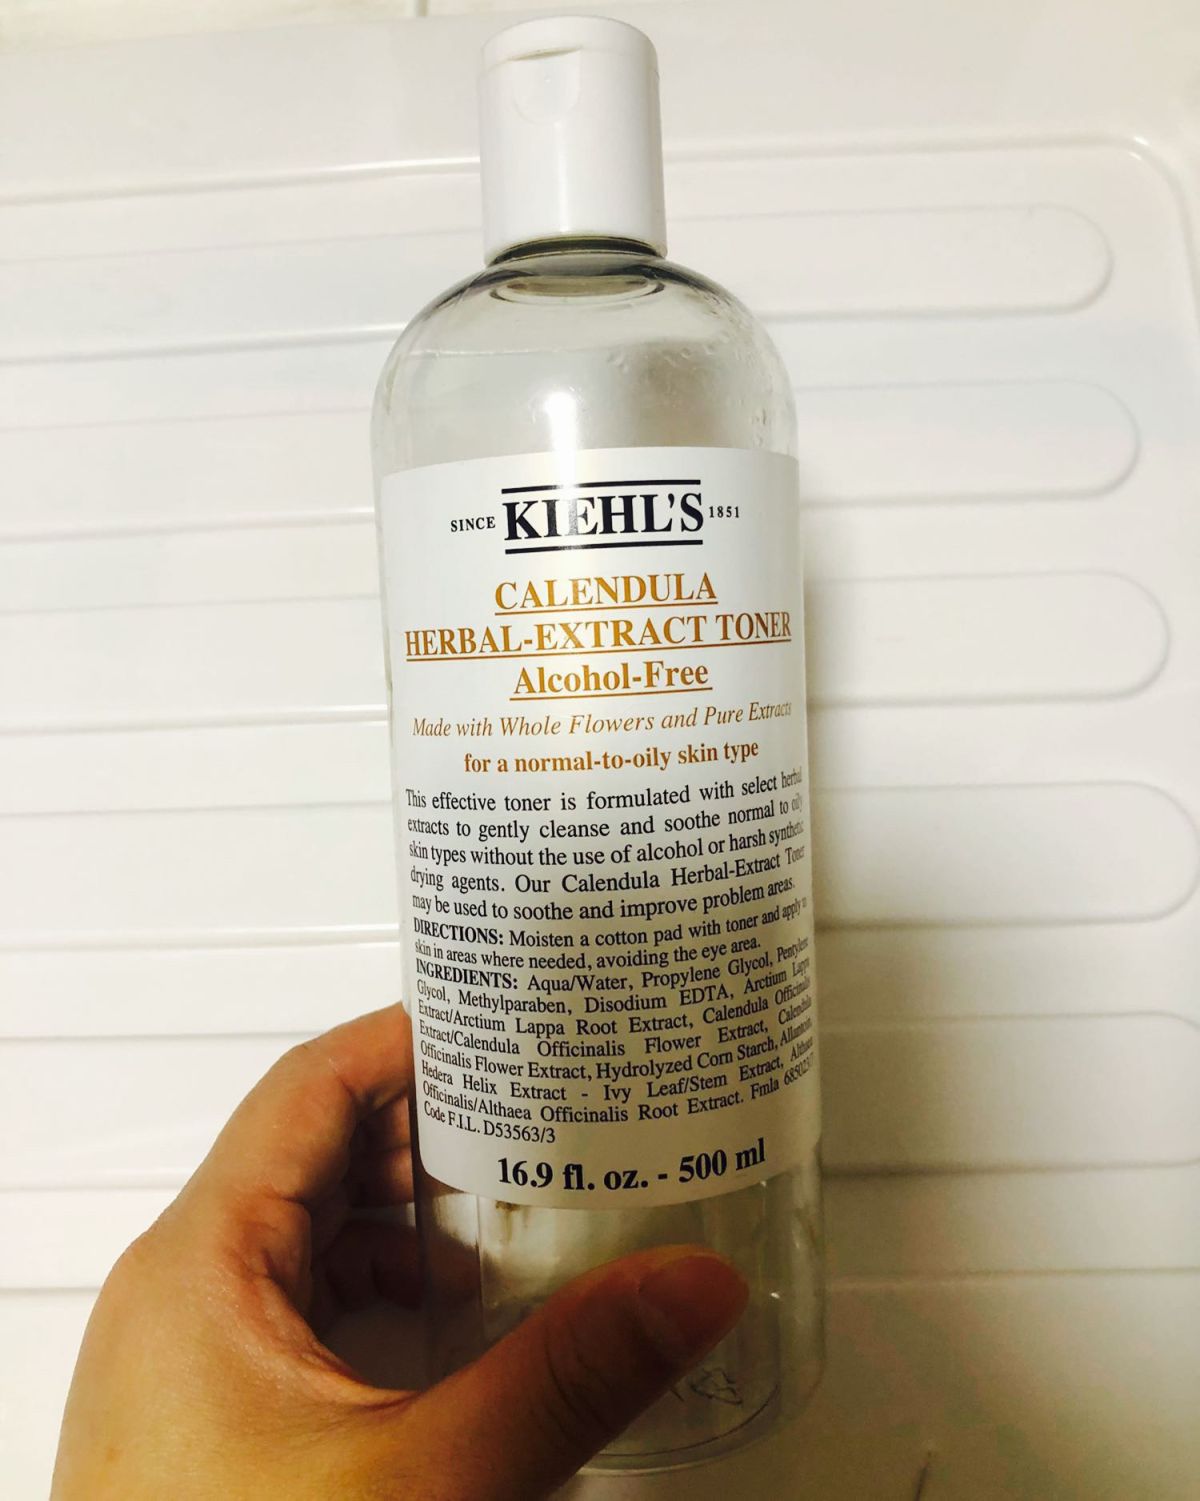 SINCE KIEHL'S 1851
CALENDULA
HERBAL-EXTRACT TONER
Alcohol-Free
Made with Whole Flowers and Pure Extracts
for a normal-to-oily skin type
This effective toner is formulated with select herbal
extracts to gently cleanse and soothe normal to oily
skin types without the use of alcohol or harsh synthetic
drying agents. Our Calendula Herbal-Extract Toner
may be used to soothe and improve problem areas.
DIRECTIONS: Moisten a cotton pad with toner and apply to
skin in areas where needed, avoiding the eye area.
INGREDIENTS: Aqua/Water, Propylene Glycol, Pentylene
Glycol, Methylparaben, Disodium EDTA, Arctium Lappa
Extract/Arctium Lappa Root Extract, Calendula Officinalis
Extract/Calendula Officinalis Flower Extract, Calendula
Officinalis Flower Extract, Hydrolyzed Corn Starch, Allantoin,
Hedera Helix Extract - Ivy Leaf/Stem Extract, Althaea
Officinalis/Althaea Officinalis Root Extract. Fmla
Code F.I.L. D53563/3
16.9 fl. oz. - 500 ml